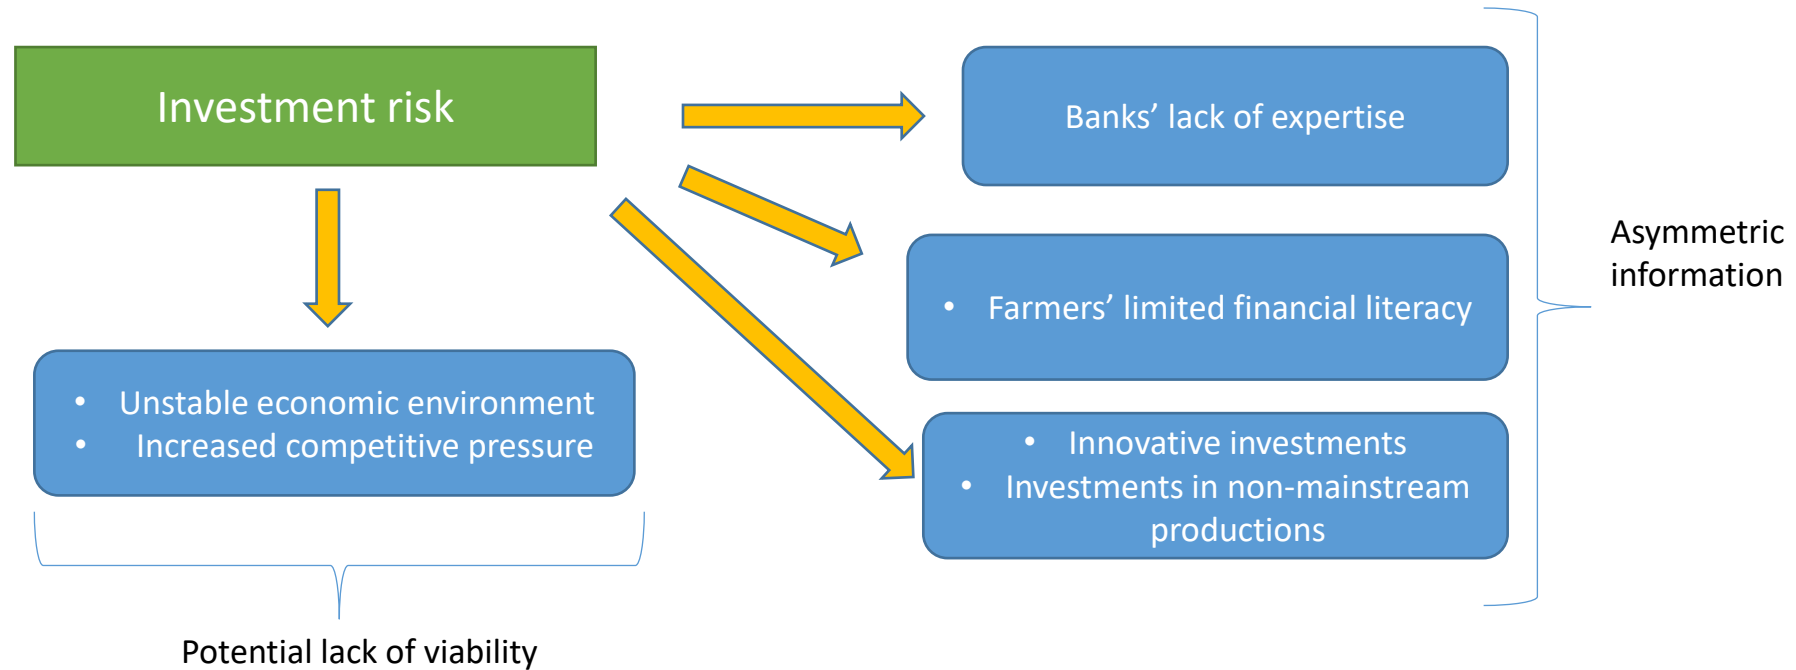 Investment risk
Banks’ lack of expertise
• Farmers’ limited financial literacy
• Innovative investments
• Investments in non-mainstream
productions
Asymmetric
information
• Unstable economic environment
• Increased competitive pressure
Potential lack of viability